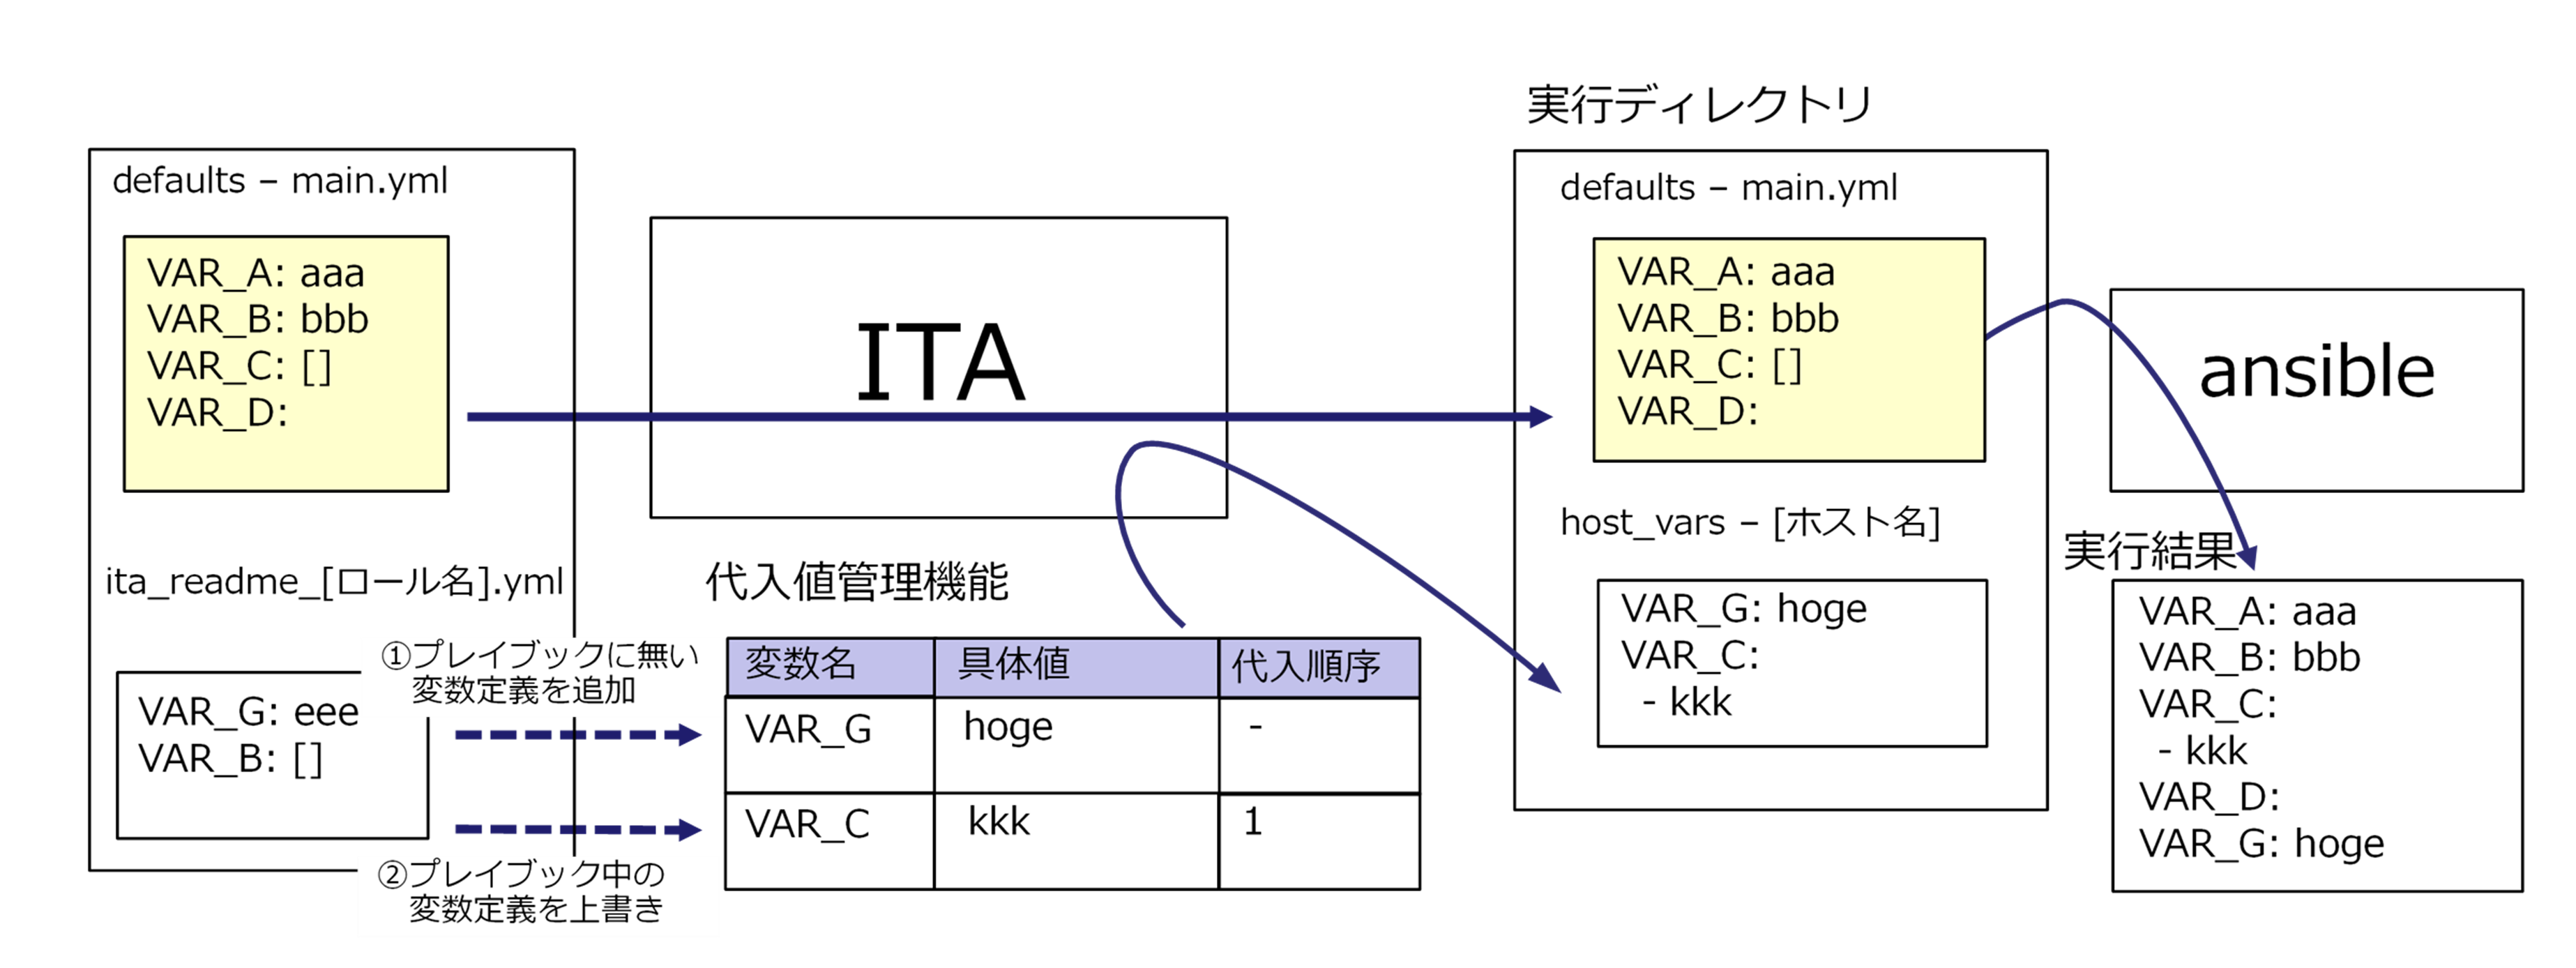 defaults – main.yml
VAR_A: aaa
VAR_B: bbb
VAR_C: []
VAR_D:
ita_readme_[ロール名].yml
VAR_G: eee
VAR_B: []
①プレイブックに無い
変数定義を追加
②プレイブック中の
変数定義を上書き
ITA
代入値管理機能
変数名 具体値 代入順序
VAR_G hoge -
VAR_C kkk 1
実行ディレクトリ
defaults – main.yml
VAR_A: aaa
VAR_B: bbb
VAR_C: []
VAR_D:
host_vars – [ホスト名]
VAR_G: hoge
VAR_C:
- kkk
ansible
実行結果
VAR_A: aaa
VAR_B: bbb
VAR_C:
- kkk
VAR_D:
VAR_G: hoge